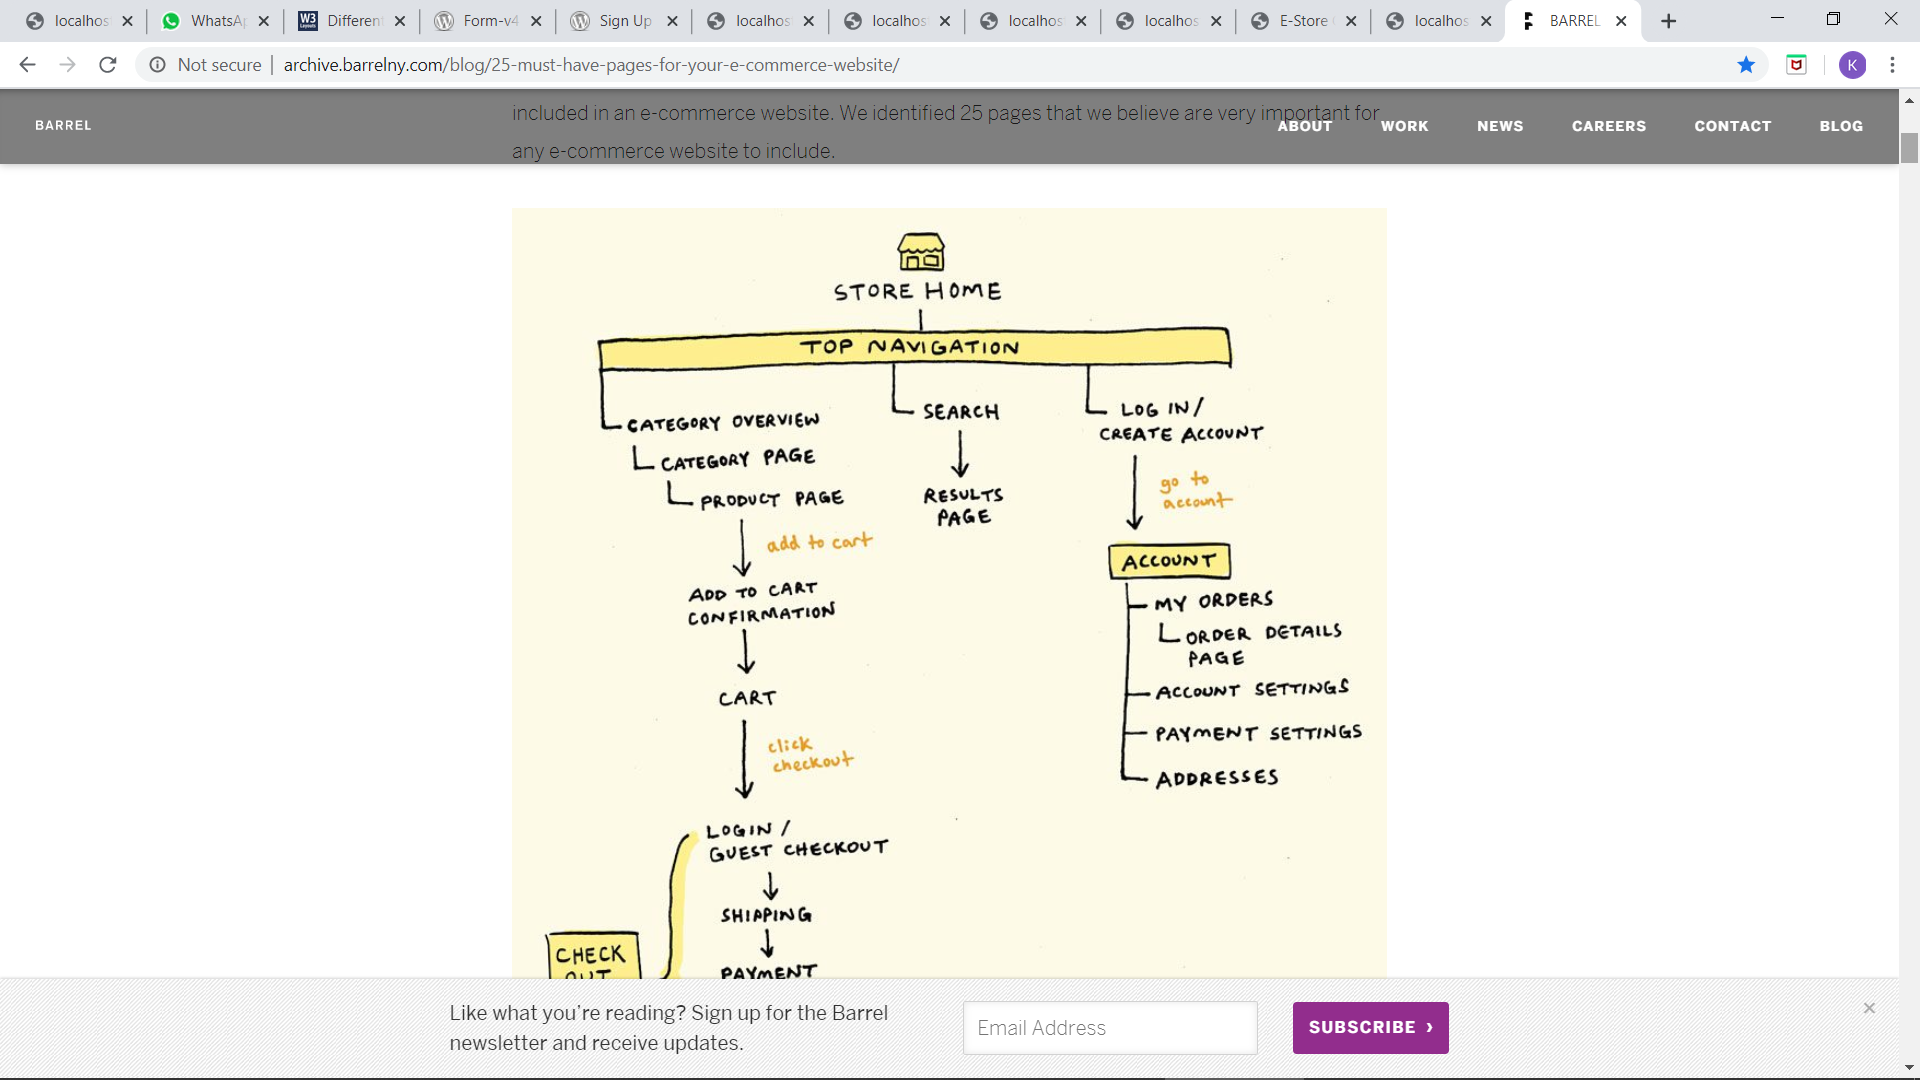 localhos
WhatsAp
W3
Different
Form-v4
Sign Up
localhos
localhos
localhos
localhos
E-Store
localhos
BARREL
Not secure
archive.barrelny.com/blog/25-must-have-pages-for-your-e-commerce-website/
K
included in an e-commerce website. We identified 25 pages that we believe are very important for
any e-commerce website to include.
BARREL
ABOUT
WORK
NEWS
CAREERS
CONTACT
BLOG
STORE HOME
TOP NAVIGATION
CATEGORY OVERVIEW
CATEGORY PAGE
PRODUCT PAGE
add to cart
ADD TO CART
CONFIRMATION
CART
click
checkout
LOGIN /
GUEST CHECKOUT
SHIPPING
PAYMENT
CHECK
OUT
SEARCH
RESULTS
PAGE
LOG IN /
CREATE ACCOUNT
go to
account
ACCOUNT
MY ORDERS
ORDER DETAILS
PAGE
ACCOUNT SETTINGS
PAYMENT SETTINGS
ADDRESSES
Like what you're reading? Sign up for the Barrel
newsletter and receive updates.
Email Address
SUBSCRIBE ›